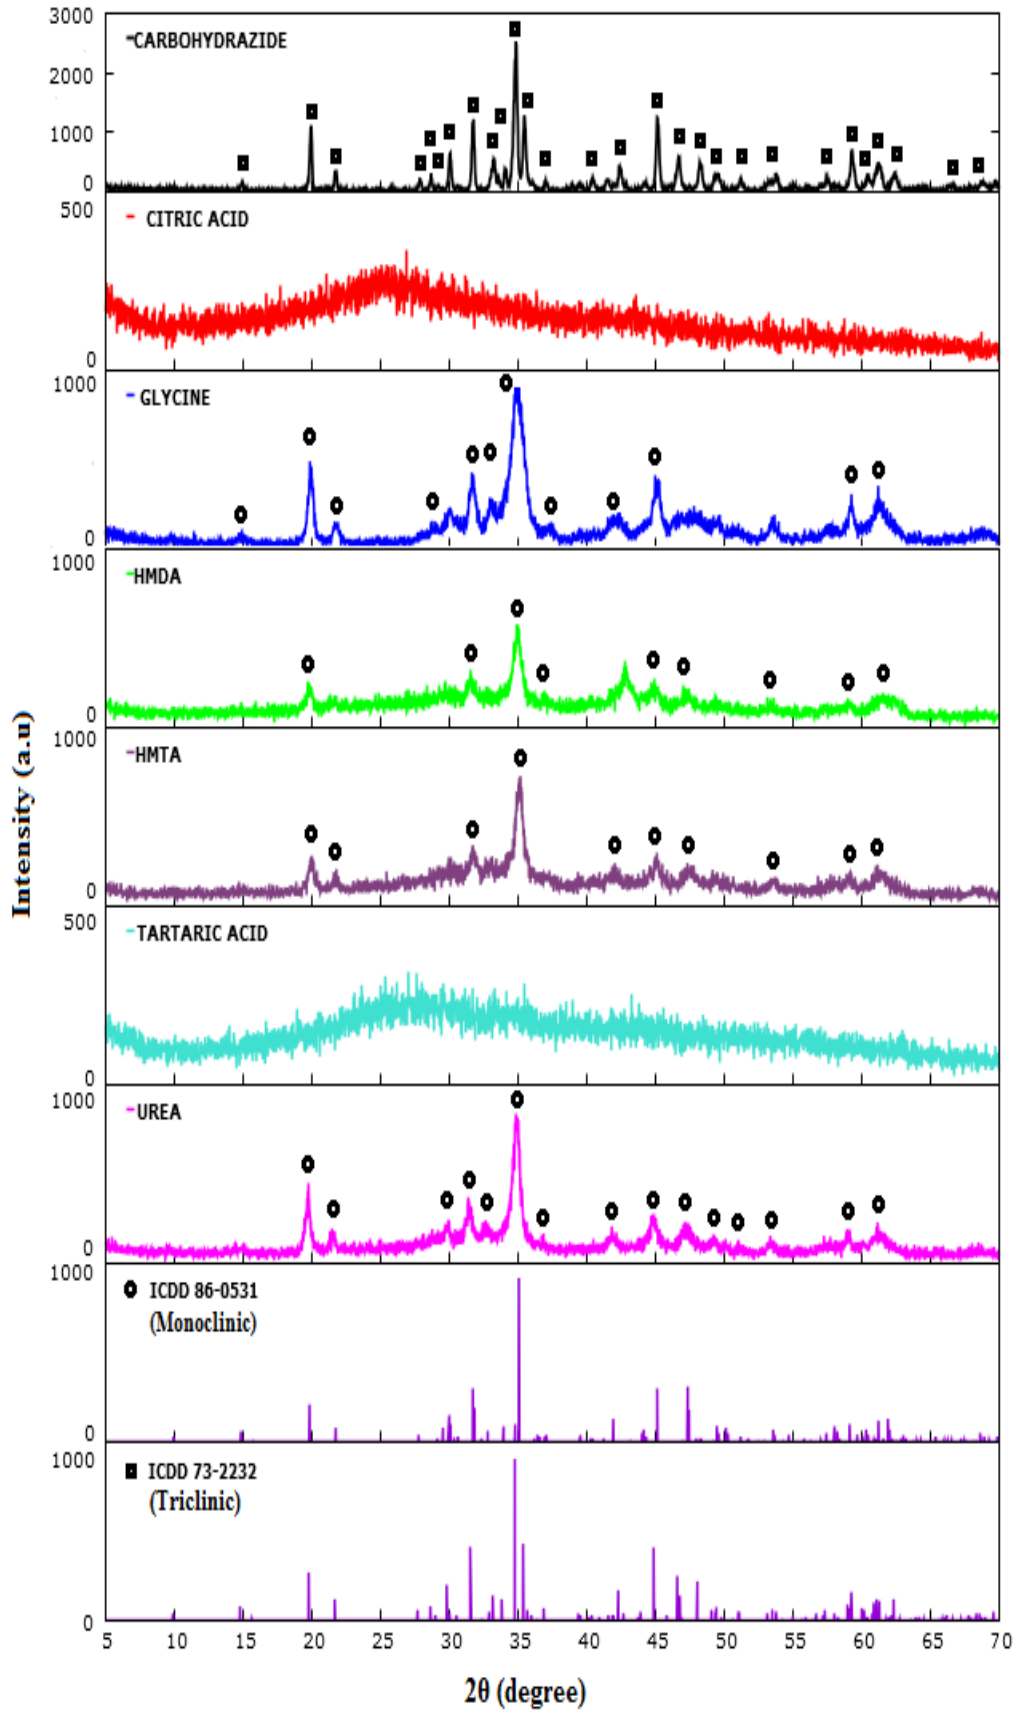 3000
CARBOHYDRAZIDE
2000
1000
0
500
CITRIC ACID
0
1000
GLYCINE
0
1000
HMDA
0
1000
HMTA
0
500
TARTARIC ACID
0
1000
UREA
0
1000
ICDD 86-0531
(Monoclinic)
0
1000
ICDD 73-2232
(Triclinic)
0
5 10 15 20 25 30 35 40 45 50 55 60 65 70
2θ (degree)
Intensity (a.u)